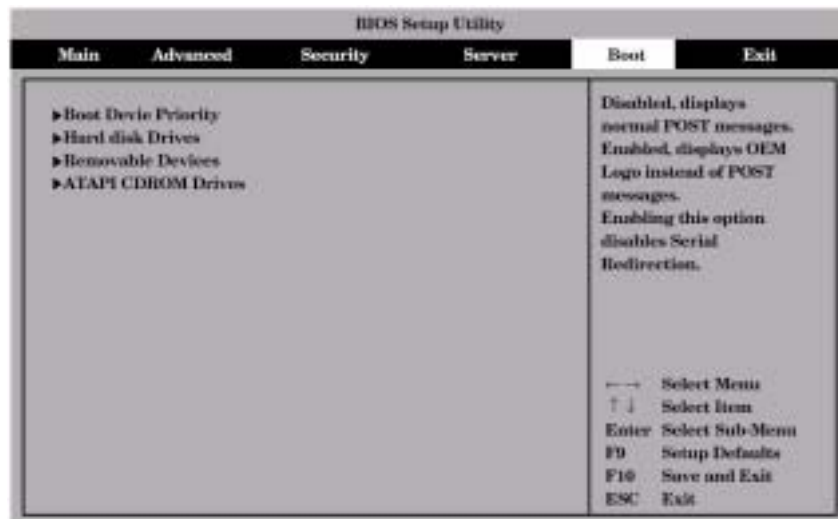 BIOS Setup Utility
Main Advanced Security Server Boot Exit
▶Boot Devie Priority
▶Hard disk Drives
▶Removable Devices
▶ATAPI CDROM Drives
Disabled, displays
normal POST messages.
Enabled, displays OEM
Logo instead of POST
messages.
Enabling this option
disables Serial
Redirection.
←→ Select Menu
↑↓ Select Item
Enter Select Sub-Menu
F9 Setup Defaults
F10 Save and Exit
ESC Exit